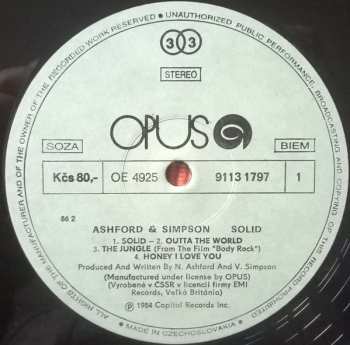 ALL RIGHTS OF THE MANUFACTURER AND OF THE OWNER OF THE RECORDED WORK RESERVED • UNAUTHORIZED PUBLIC PERFORMANCE, BROADCASTING AND COPYING OF THIS RECORD PROHIBITED
33
STEREO
OPUS
SOZA
BIEM
Kčs 80,-
OE 4925
9113 1797
1
86 2
ASHFORD & SIMPSON SOLID
1. SOLID – 2. OUTTA THE WORLD
3. THE JUNGLE (From The Film "Body Rock")
4. HONEY I LOVE YOU
Produced And Written By N. Ashford And V. Simpson
(Manufactured under license by OPUS)
(Vyrobené v ČSSR v licencii firmy EMI
Records, Veľká Británia)
℗ 1984 Capitol Records Inc.
MADE IN CZECHOSLOVAKIA